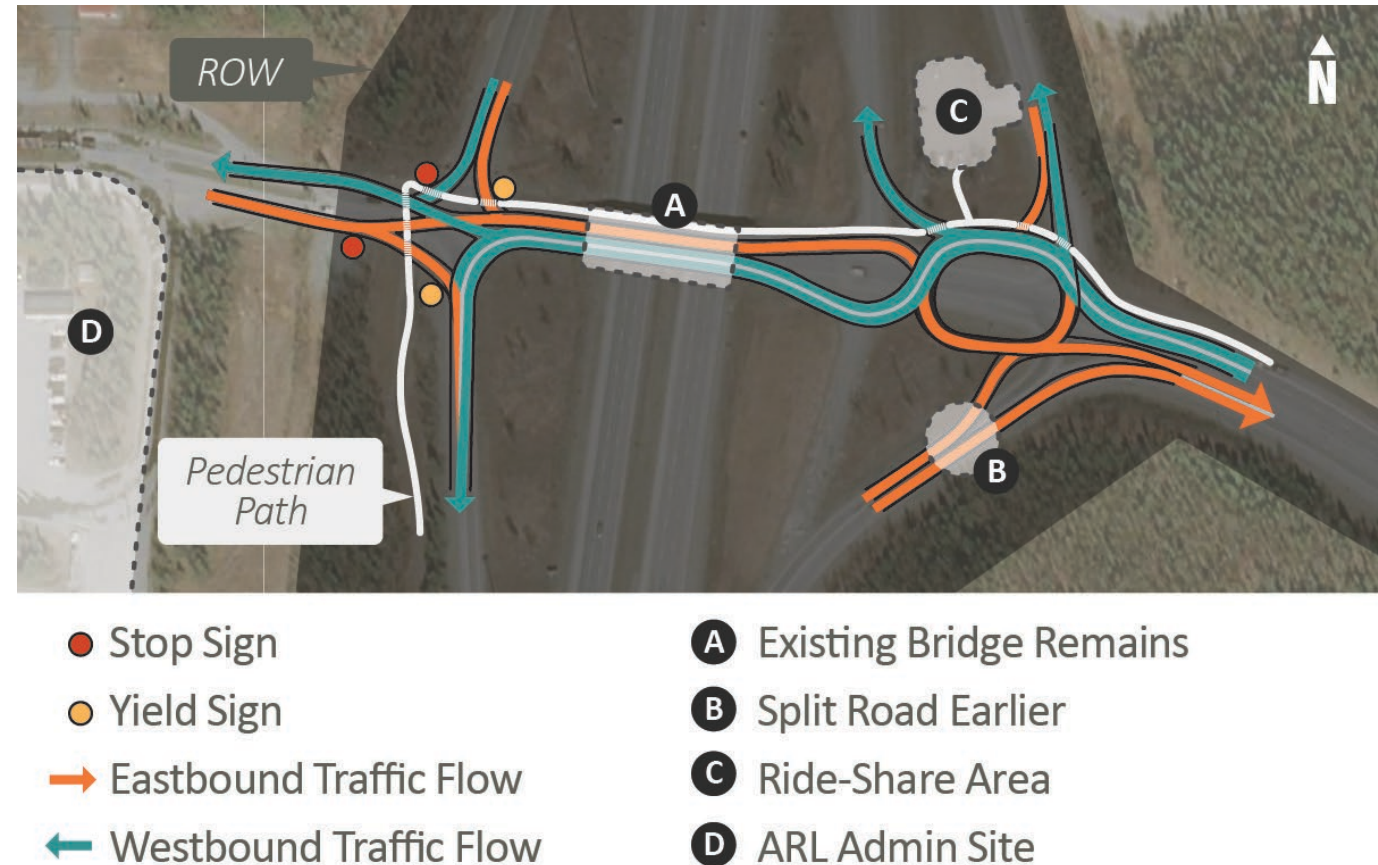 ROW
N
A
C
B
D
Pedestrian
Path
Stop Sign
Yield Sign
Eastbound Traffic Flow
Westbound Traffic Flow
A Existing Bridge Remains
B Split Road Earlier
C Ride-Share Area
D ARL Admin Site